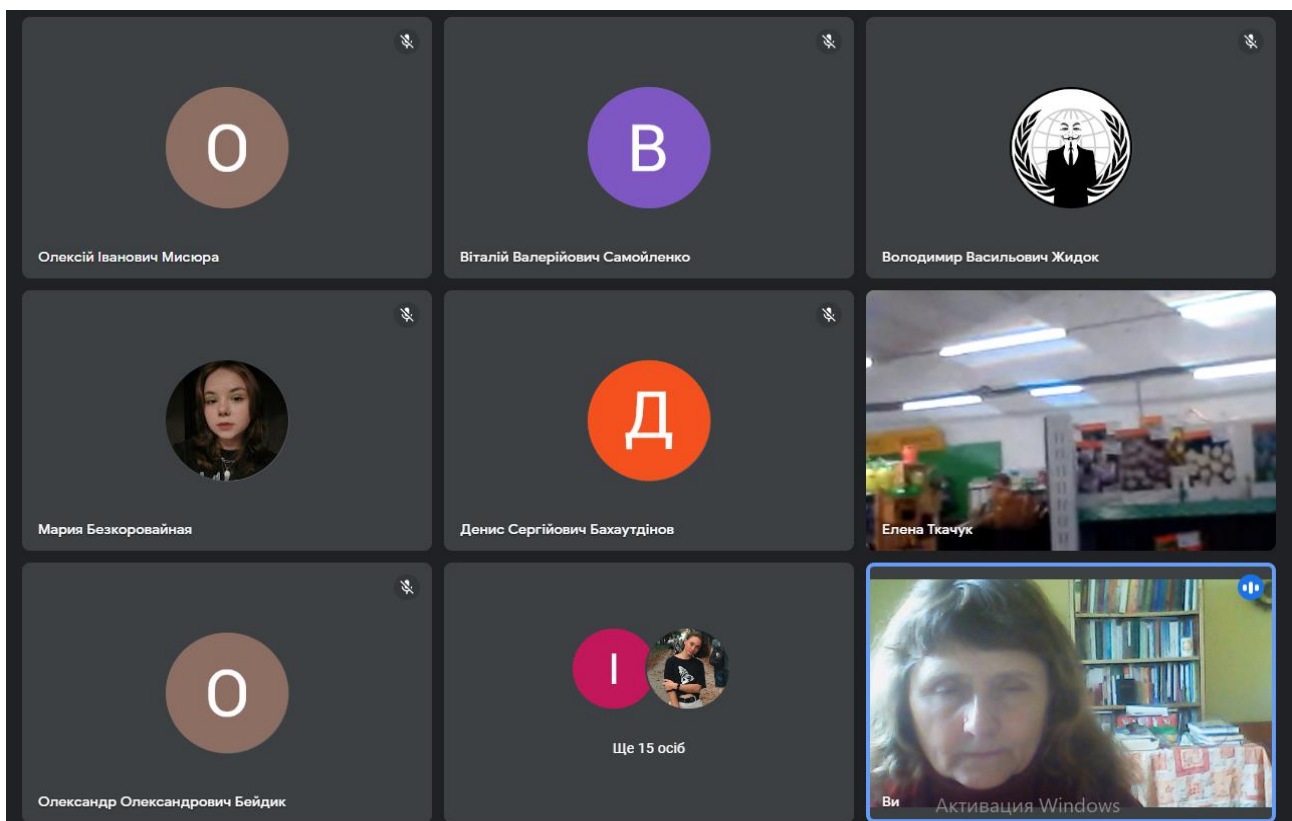 О
Олексій Іванович Мисюра
В
Віталій Валерійович Самойленко
Володимир Васильович Жидок
Мария Безкоровайная
Д
Денис Сергійович Бахаутдінов
Елена Ткачук
О
Олександр Олександрович Бейдик
І
Ще 15 осіб
Ви
Активация Windows